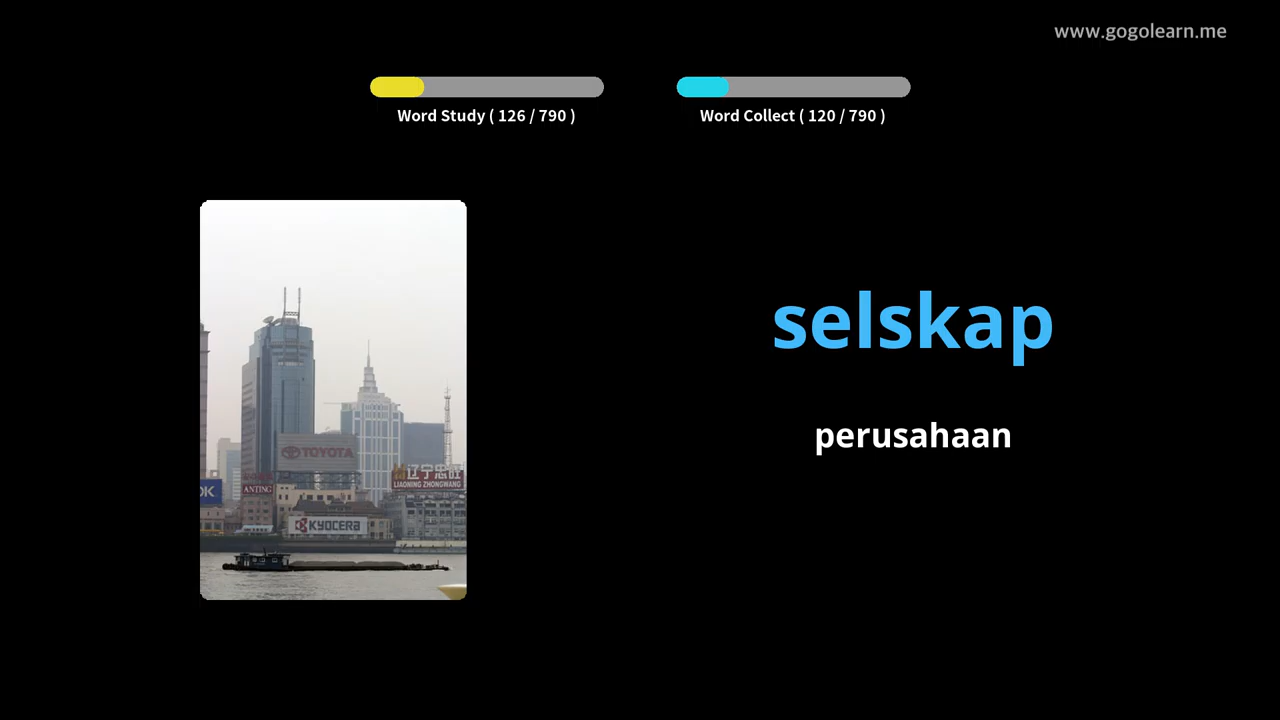 www.gogolearn.me
Word Study ( 126 / 790 )
Word Collect ( 120 / 790 )
selskap
perusahaan
TOYOTA
辽宁忠旺
LIAONING ZHONGWANG
OK
ANTING
KYOCERA